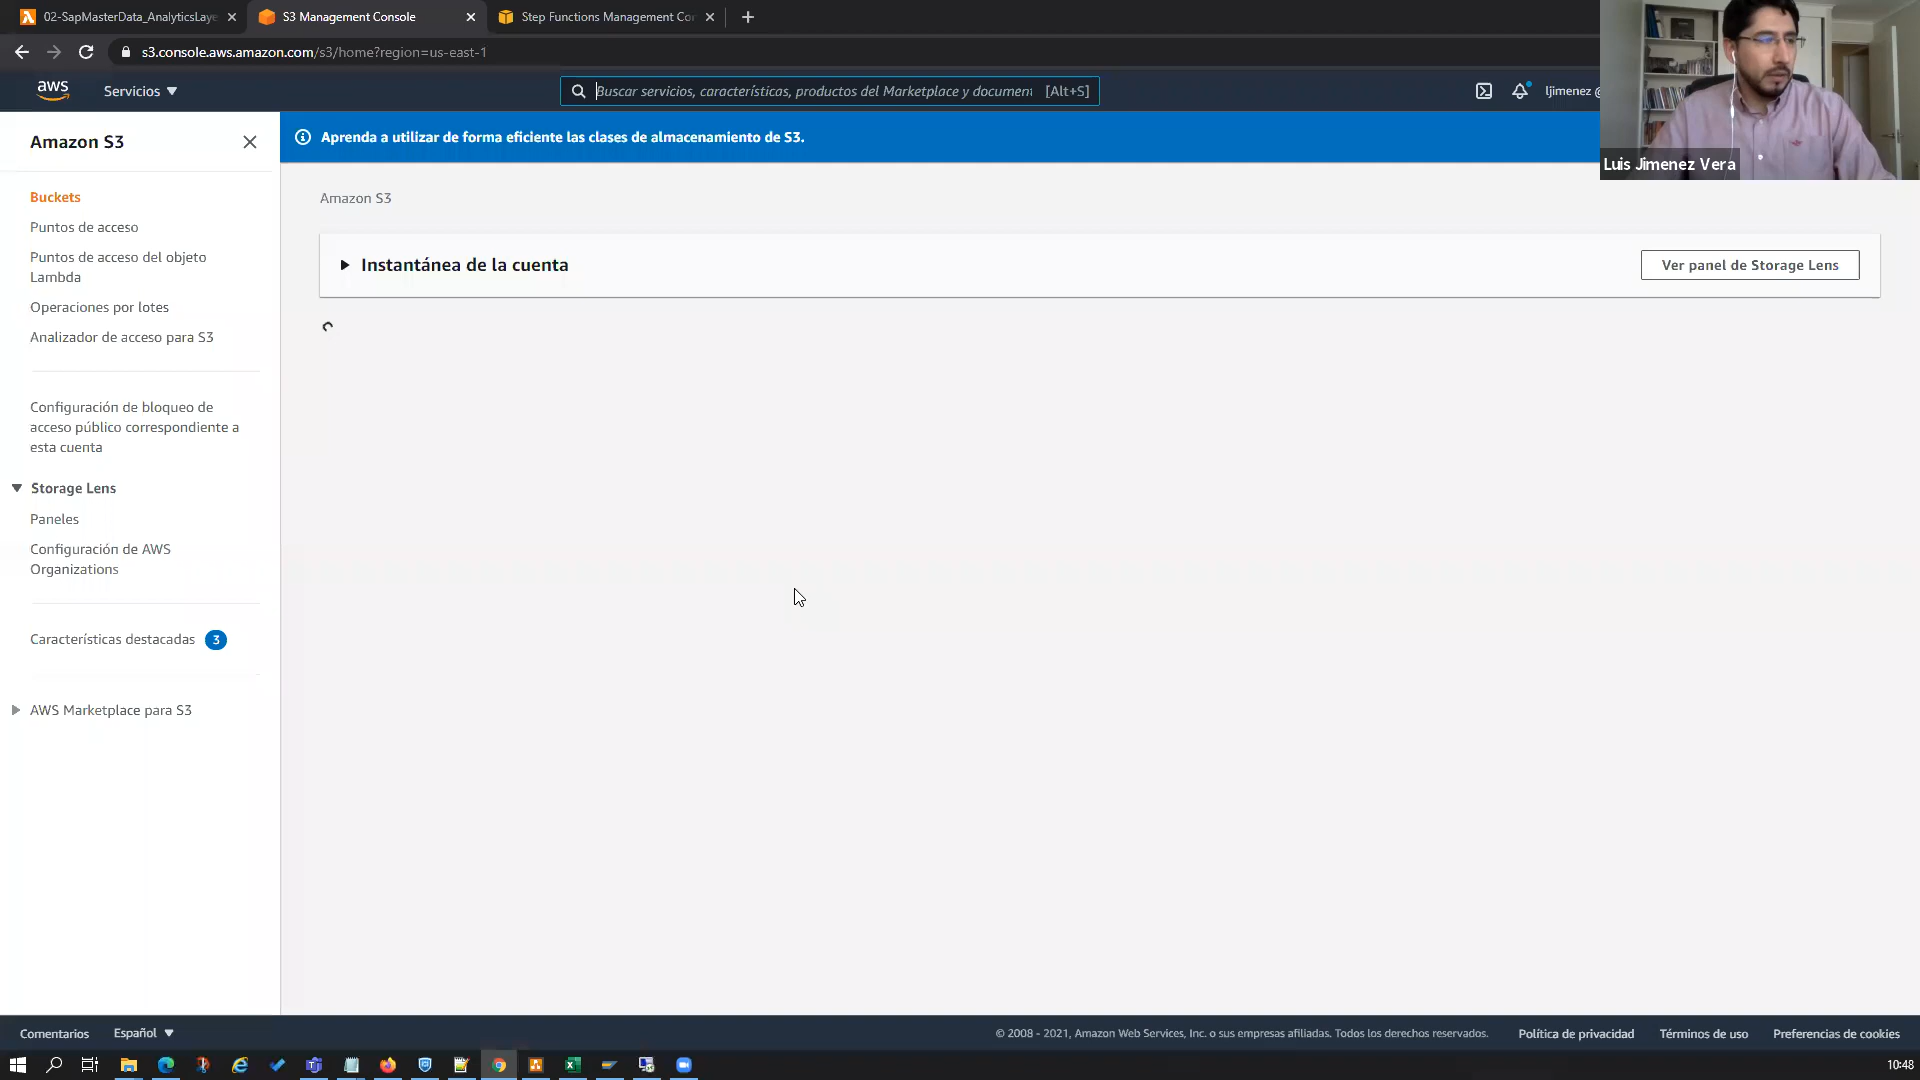 02-SapMasterData_AnalyticsLaye
S3 Management Console
Step Functions Management Co
s3.console.aws.amazon.com/s3/home?region=us-east-1
aws
Servicios
Buscar servicios, características, productos del Marketplace y document
[Alt+S]
ljimenez @
Luis Jimenez Vera
Amazon S3
Aprenda a utilizar de forma eficiente las clases de almacenamiento de S3.
Buckets
Puntos de acceso
Puntos de acceso del objeto
Lambda
Operaciones por lotes
Analizador de acceso para S3
Configuración de bloqueo de
acceso público correspondiente a
esta cuenta
Storage Lens
Paneles
Configuración de AWS
Organizations
Características destacadas 3
AWS Marketplace para S3
Amazon S3
Instantánea de la cuenta
Ver panel de Storage Lens
Comentarios
Español
© 2008 - 2021, Amazon Web Services, Inc. o sus empresas afiliadas. Todos los derechos reservados.
Política de privacidad
Términos de uso
Preferencias de cookies
10:48